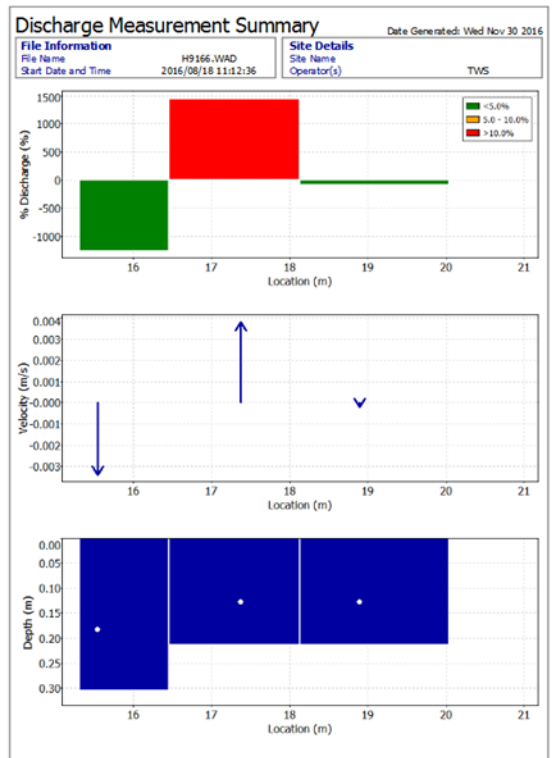 Discharge Measurement Summary
Date Generated: Wed Nov 30 2016
File Information
File Name H9166.WAD
Start Date and Time 2016/08/18 11:12:36
Site Details
Site Name
Operator(s) TWS
% Discharge (%)
1500
1000
500
0
-500
-1000
<5.0%
5.0 - 10.0%
>10.0%
16 17 18 19 20 21
Location (m)
Velocity (m/s)
0.004
0.003
0.002
0.001
-0.000
-0.001
-0.002
-0.003
16 17 18 19 20 21
Location (m)
Depth (m)
0.00
0.05
0.10
0.15
0.20
0.25
0.30
16 17 18 19 20 21
Location (m)